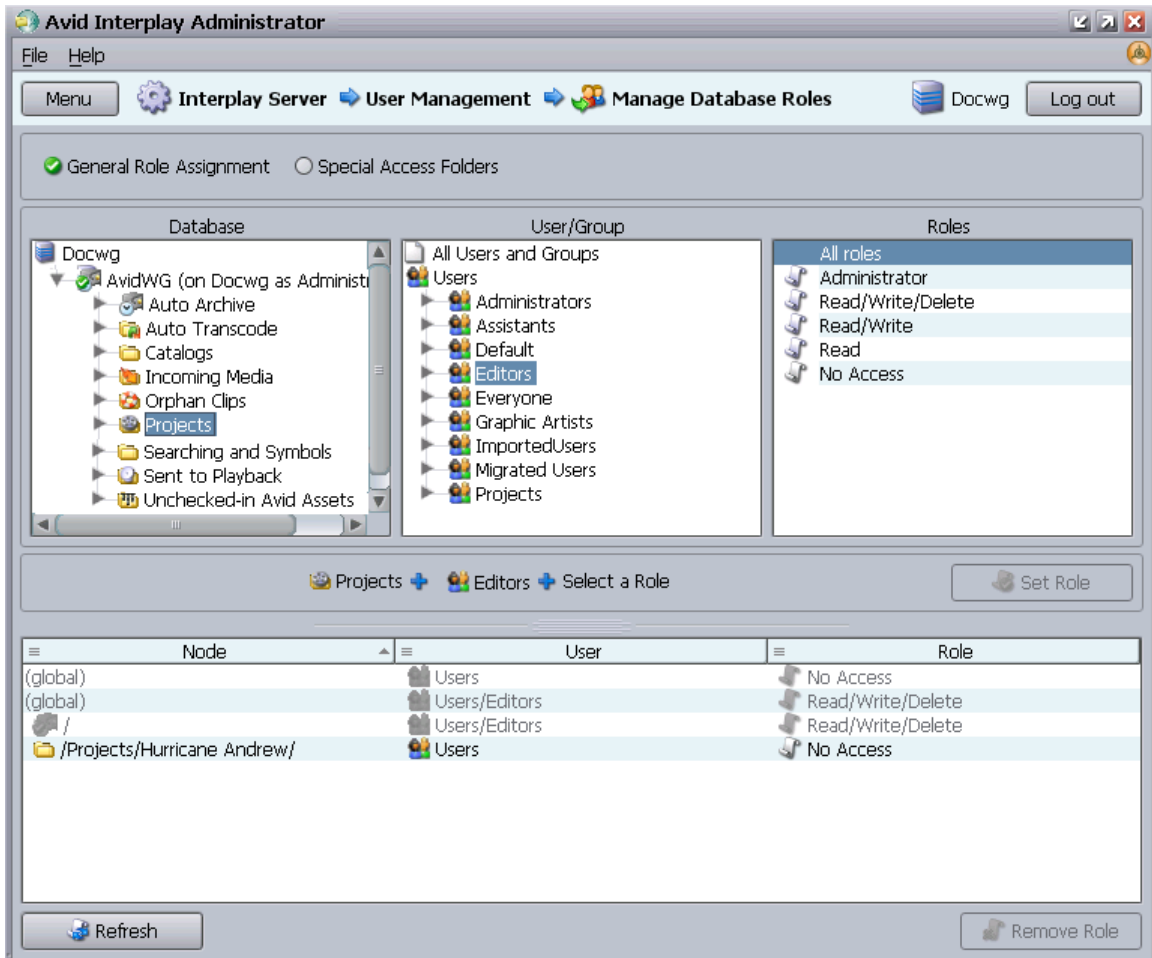 Avid Interplay Administrator
File Help
Menu Interplay Server User Management Manage Database Roles Docwg Log out
General Role Assignment Special Access Folders
Database
Docwg
AvidWG (on Docwg as Administ
Auto Archive
Auto Transcode
Catalogs
Incoming Media
Orphan Clips
Projects
Searching and Symbols
Sent to Playback
Unchecked-in Avid Assets
User/Group
All Users and Groups
Users
Administrators
Assistants
Default
Editors
Everyone
Graphic Artists
ImportedUsers
Migrated Users
Projects
Roles
All roles
Administrator
Read/Write/Delete
Read/Write
Read
No Access
Projects Editors Select a Role Set Role
Node User Role
(global) Users No Access
(global) Users/Editors Read/Write/Delete
/ Users/Editors Read/Write/Delete
/Projects/Hurricane Andrew/ Users No Access
Refresh Remove Role